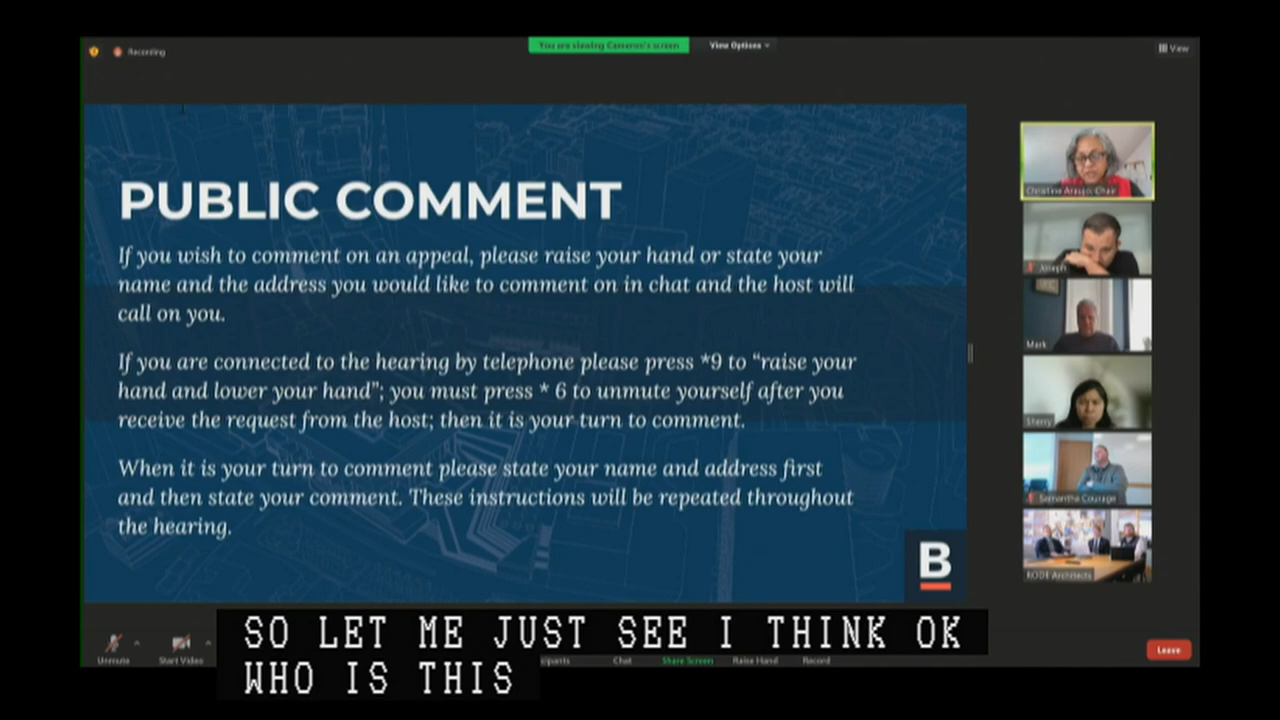 Recording
You are viewing Cameron's screen
View Options
View
PUBLIC COMMENT
If you wish to comment on an appeal, please raise your hand or state your
name and the address you would like to comment on in chat and the host will
call on you.
If you are connected to the hearing by telephone please press *9 to “raise your
hand and lower your hand”; you must press * 6 to unmute yourself after you
receive the request from the host; then it is your turn to comment.
When it is your turn to comment please state your name and address first
and then state your comment. These instructions will be repeated throughout
the hearing.
B
Christine Araujo, Chair
Joseph
Mark
Sherry
Samantha Courage
RODE Architects
Unmute
Start Video
Chat
Share Screen
Raise Hand
Record
Leave
SO LET ME JUST SEE I THINK OK
WHO IS THIS